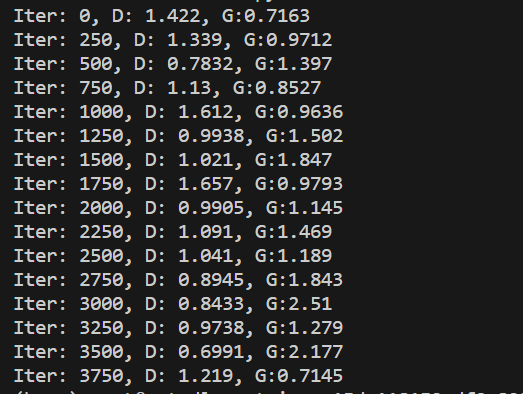 Iter: 0, D: 1.422, G:0.7163
Iter: 250, D: 1.339, G:0.9712
Iter: 500, D: 0.7832, G:1.397
Iter: 750, D: 1.13, G:0.8527
Iter: 1000, D: 1.612, G:0.9636
Iter: 1250, D: 0.9938, G:1.502
Iter: 1500, D: 1.021, G:1.847
Iter: 1750, D: 1.657, G:0.9793
Iter: 2000, D: 0.9905, G:1.145
Iter: 2250, D: 1.091, G:1.469
Iter: 2500, D: 1.041, G:1.189
Iter: 2750, D: 0.8945, G:1.843
Iter: 3000, D: 0.8433, G:2.51
Iter: 3250, D: 0.9738, G:1.279
Iter: 3500, D: 0.6991, G:2.177
Iter: 3750, D: 1.219, G:0.7145